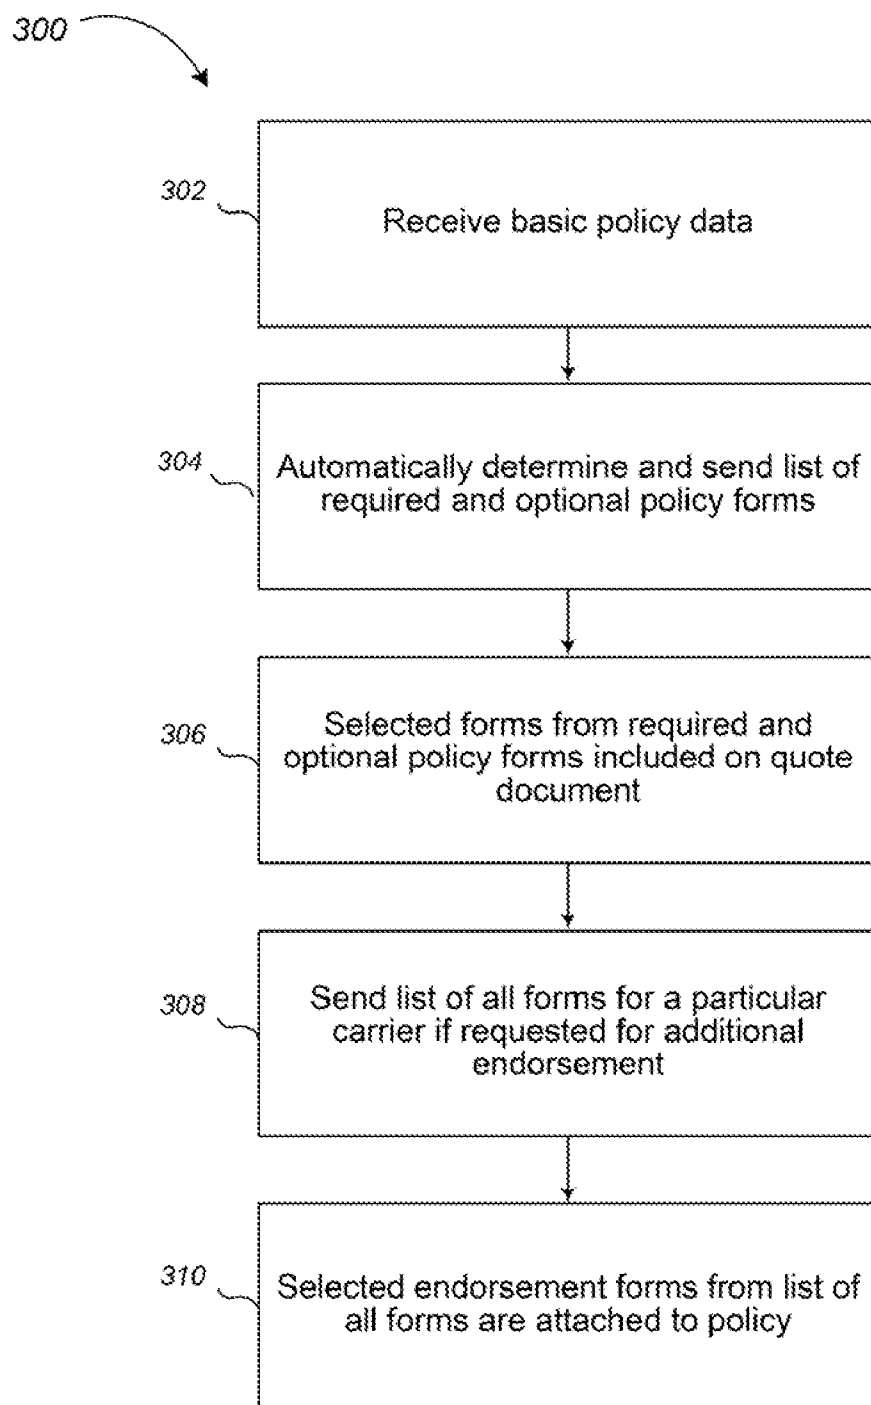 300
302
Receive basic policy data
304
Automatically determine and send list of
required and optional policy forms
306
Selected forms from required and
optional policy forms included on quote
document
308
Send list of all forms for a particular
carrier if requested for additional
endorsement
310
Selected endorsement forms from list of
all forms are attached to policy